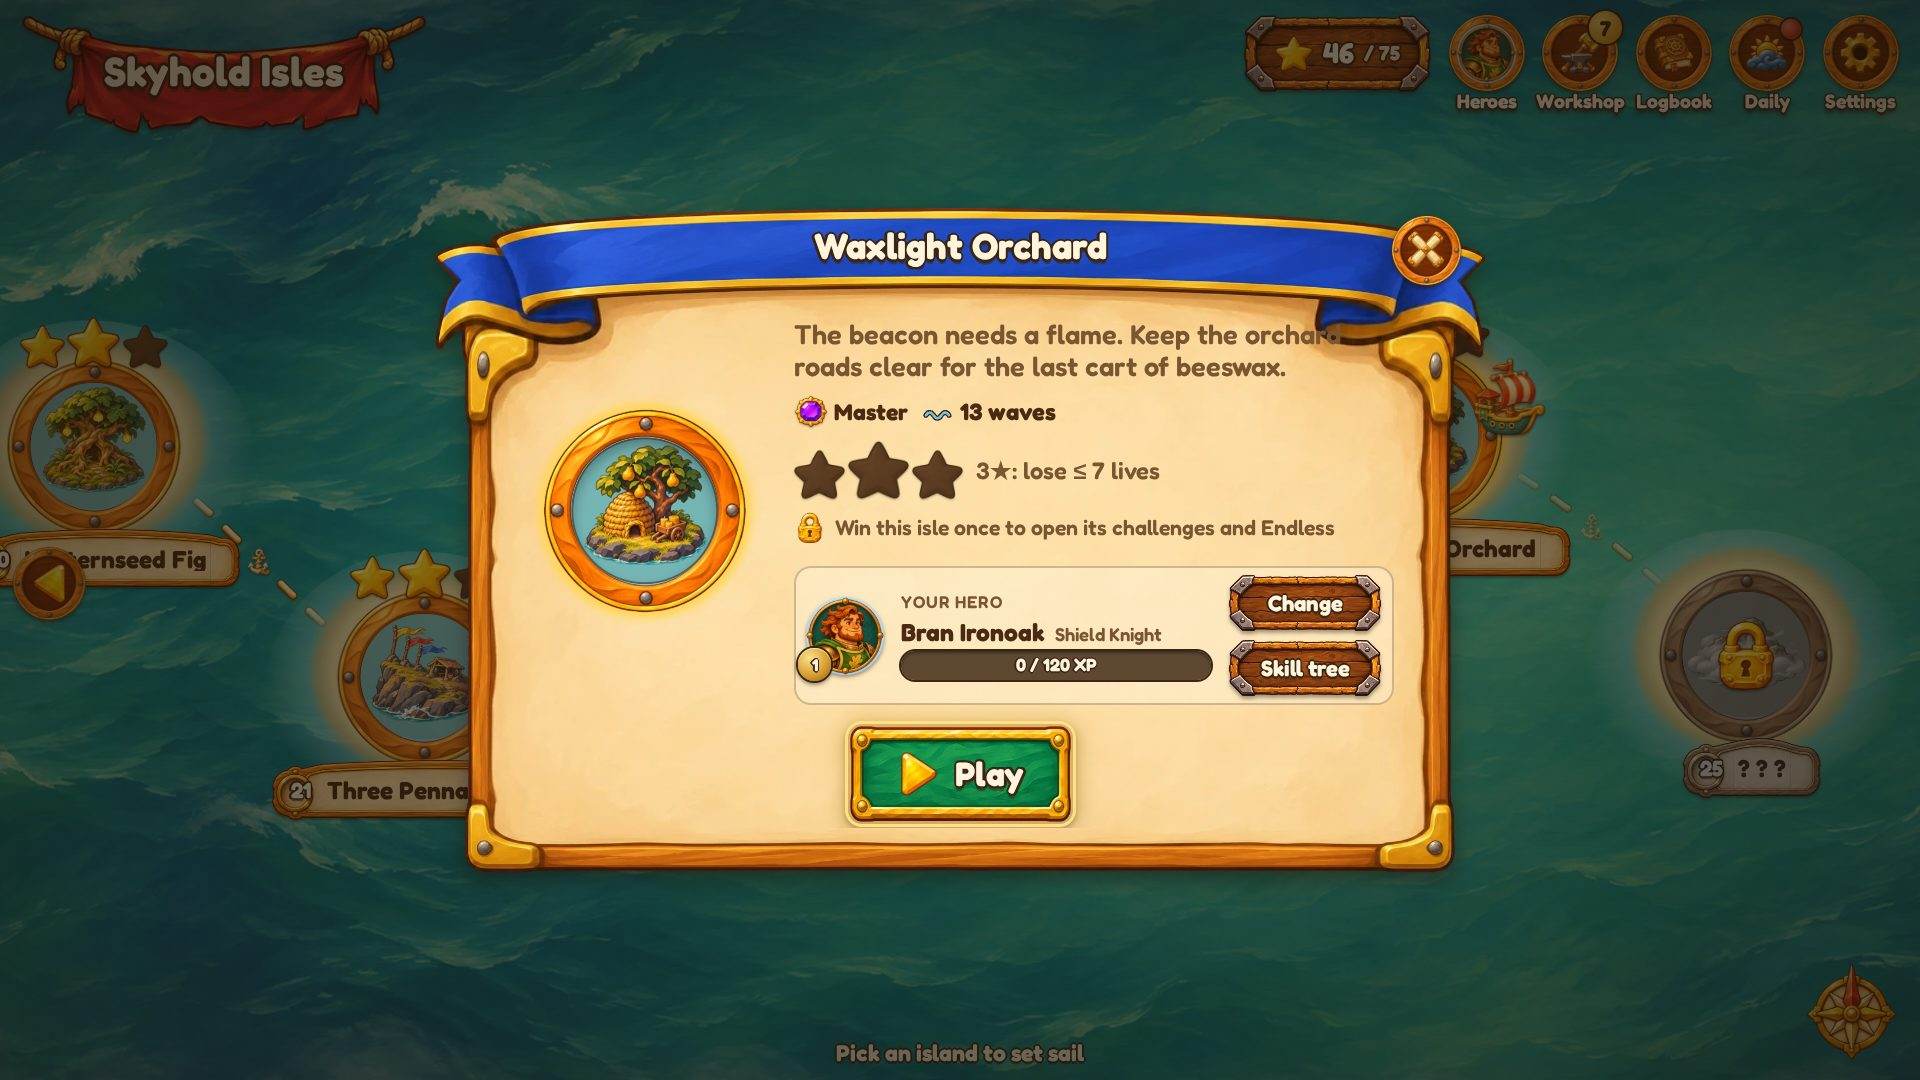 Skyhold Isles
46 / 75
7
Heroes
Workshop
Logbook
Daily
Settings
Waxlight Orchard
The beacon needs a flame. Keep the orchard
roads clear for the last cart of beeswax.
Master
13 waves
3★: lose ≤ 7 lives
Win this isle once to open its challenges and Endless
YOUR HERO
Bran Ironoak Shield Knight
1
0 / 120 XP
Change
Skill tree
Play
ernseed Fig
21 Three Penna
Orchard
25 ???
Pick an island to set sail